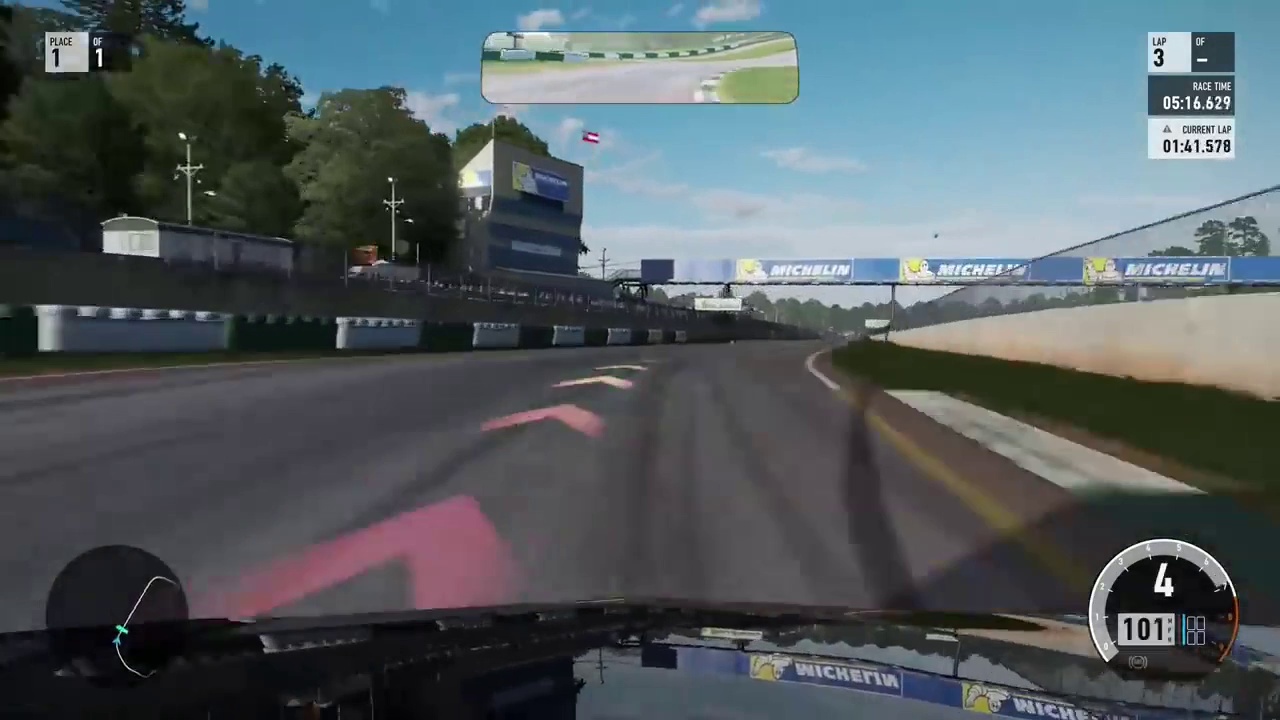 PLACE OF
1 1
LAP OF
3 –
RACE TIME
05:16.629
CURRENT LAP
01:41.578
MICHELIN
MICHELIN MICHELIN MICHELIN
4
101
MICHELIN